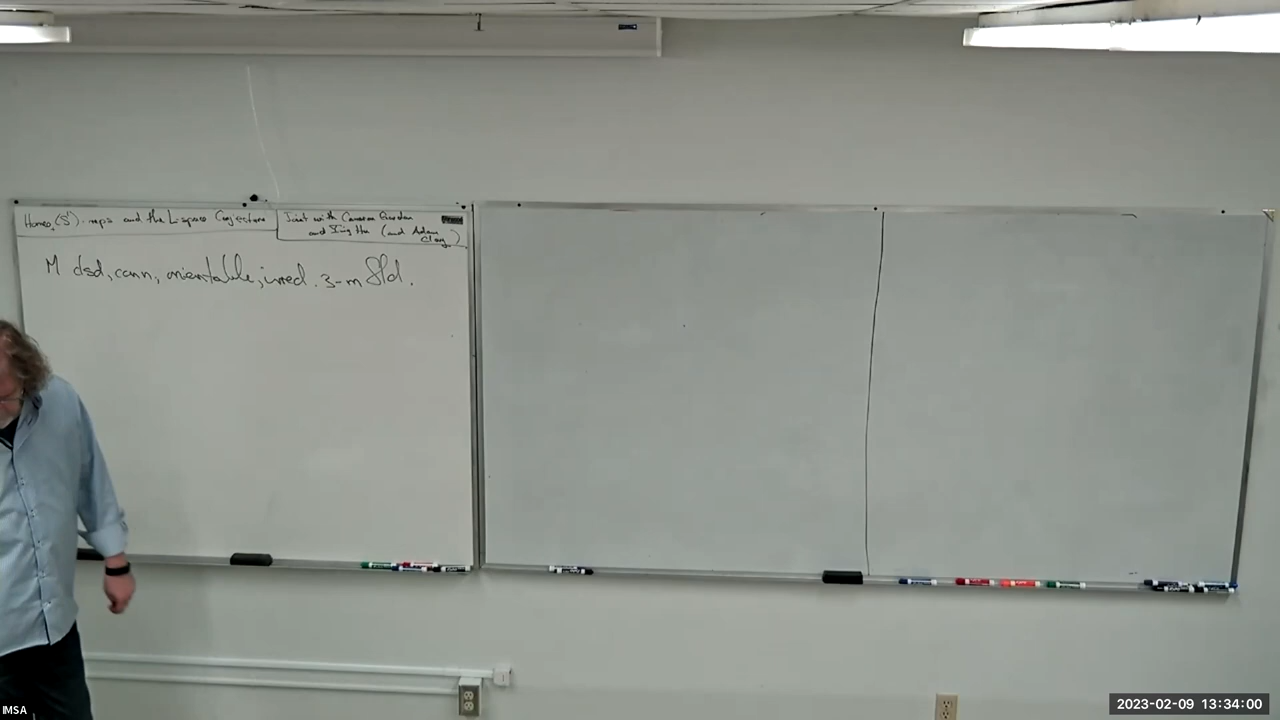 Homeo₊(S¹)-reps and the L-space Conjecture
Joint with Cameron Gordon
and Ying Hu (and Adam
Clay)
M clsd, conn, orientable, irred. 3-mfld.
IMSA
2023-02-09 13:34:00